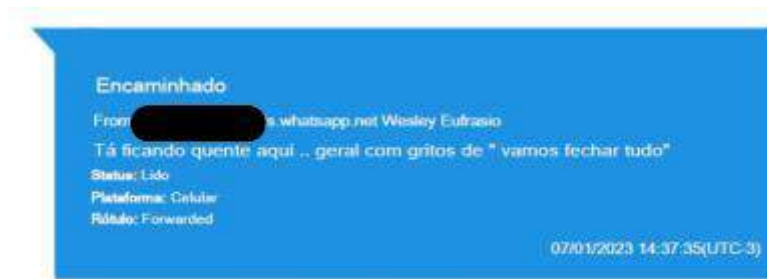 Encaminhado
From s.whatsapp.net Wesley Eufrasio
Tá ficando quente aqui .. geral com gritos de " vamos fechar tudo"
Status: Lido
Plataforma: Celular
Rótulo: Forwarded
07/01/2023 14:37:35(UTC-3)